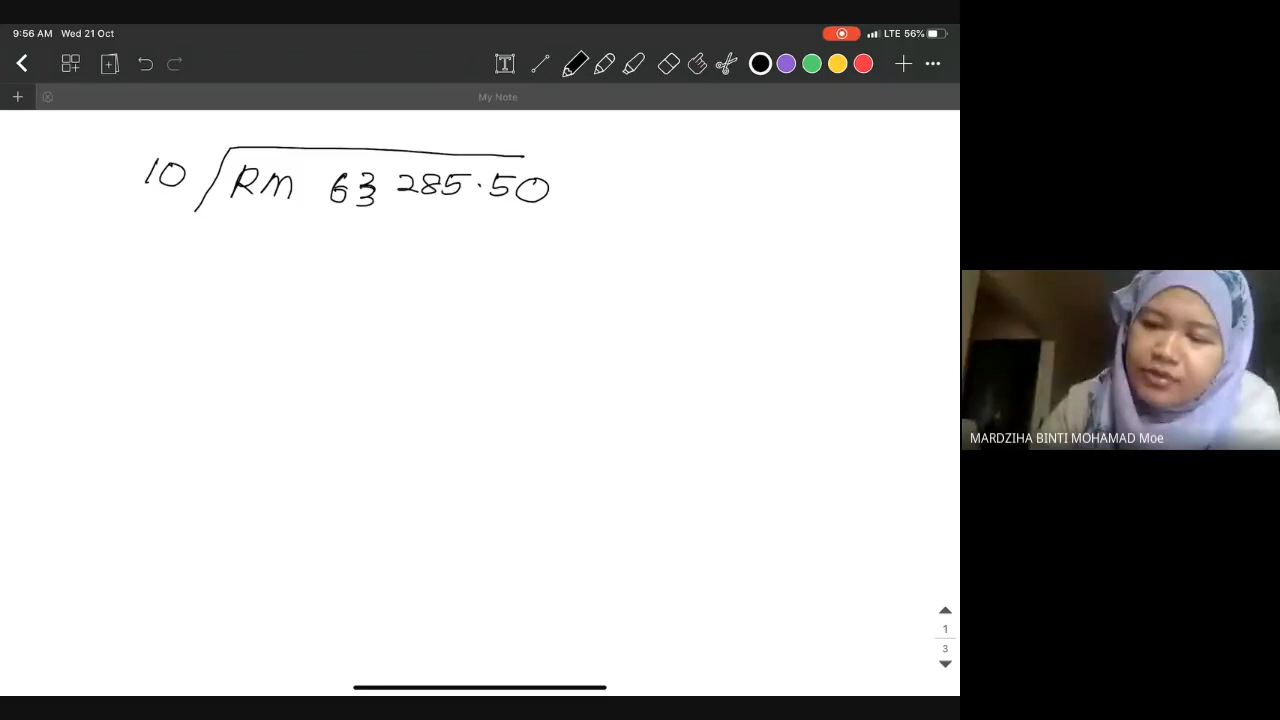 9:56 AM Wed 21 Oct
LTE 56%
My Note
10 RM 63 285.50
1
3
MARDZIHA BINTI MOHAMAD Moe